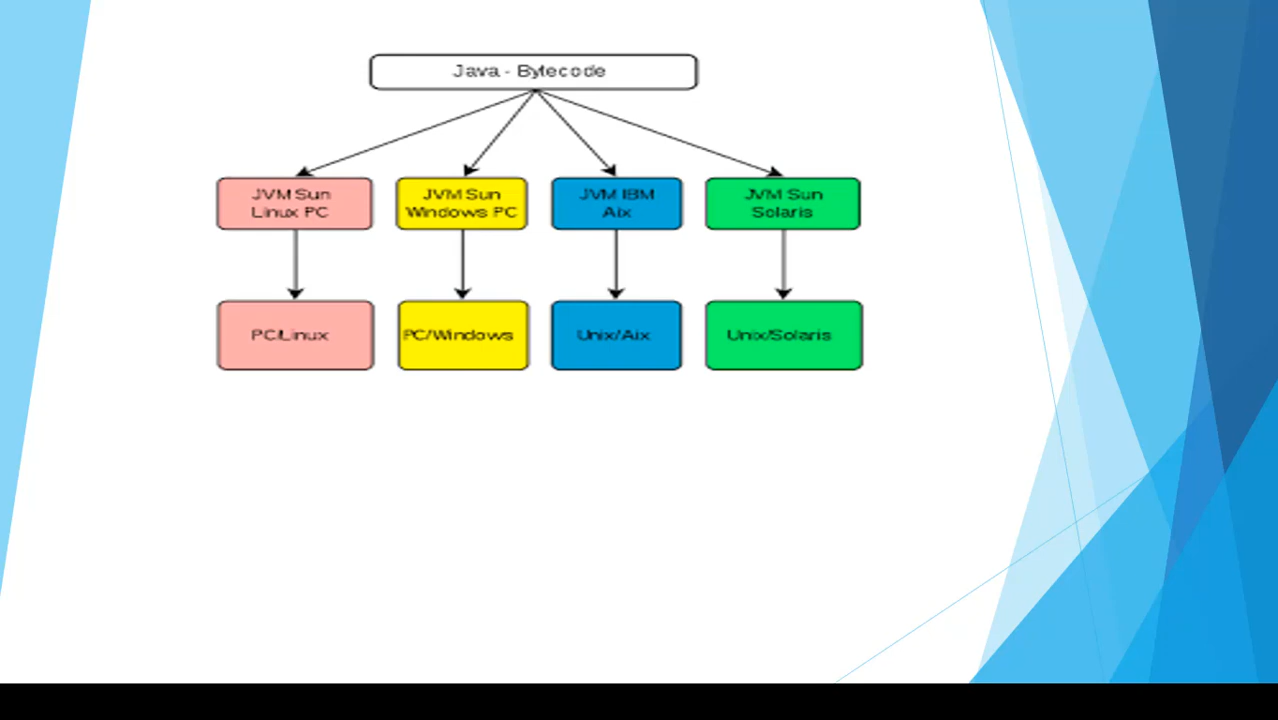 Java - Bytecode
JVM Sun
Linux PC
JVM Sun
Windows PC
JVM IBM
Aix
JVM Sun
Solaris
PC/Linux
PC/Windows
Unix/Aix
Unix/Solaris